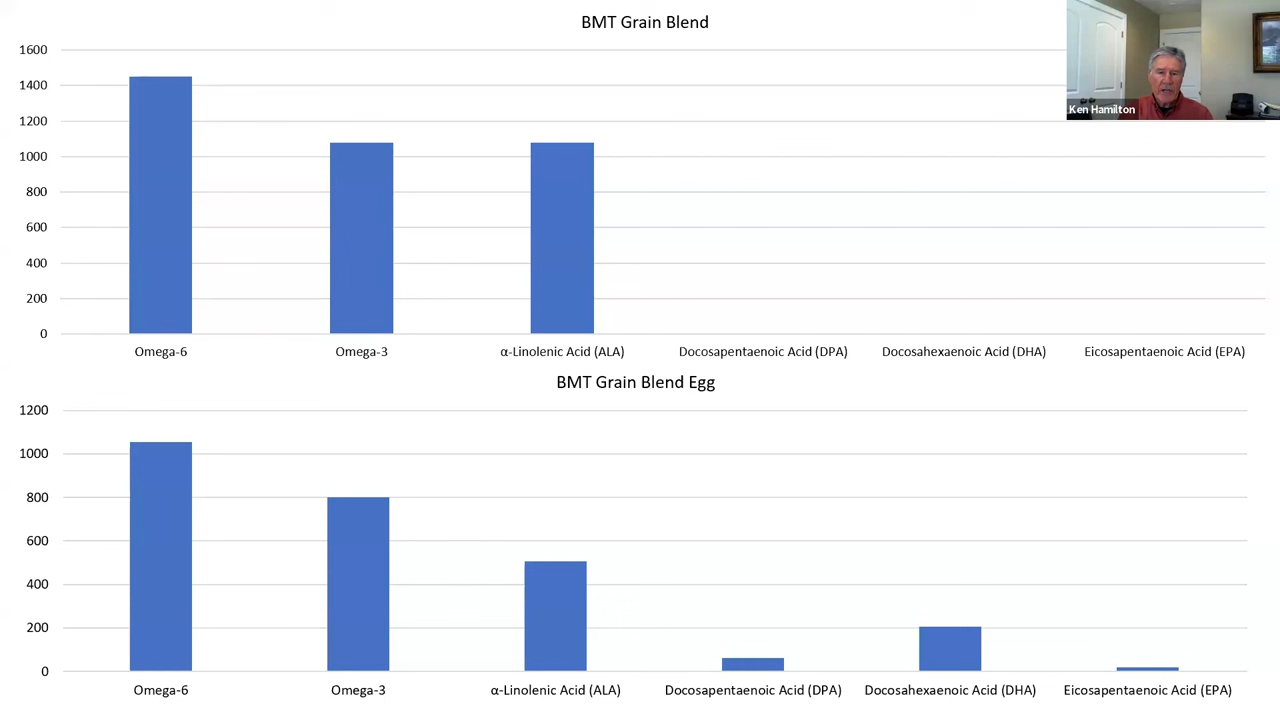 BMT Grain Blend
1600
1400
1200
1000
800
600
400
200
0
Omega-6
Omega-3
α-Linolenic Acid (ALA)
Docosapentaenoic Acid (DPA)
Docosahexaenoic Acid (DHA)
Eicosapentaenoic Acid (EPA)
Ken Hamilton
BMT Grain Blend Egg
1200
1000
800
600
400
200
0
Omega-6
Omega-3
α-Linolenic Acid (ALA)
Docosapentaenoic Acid (DPA)
Docosahexaenoic Acid (DHA)
Eicosapentaenoic Acid (EPA)